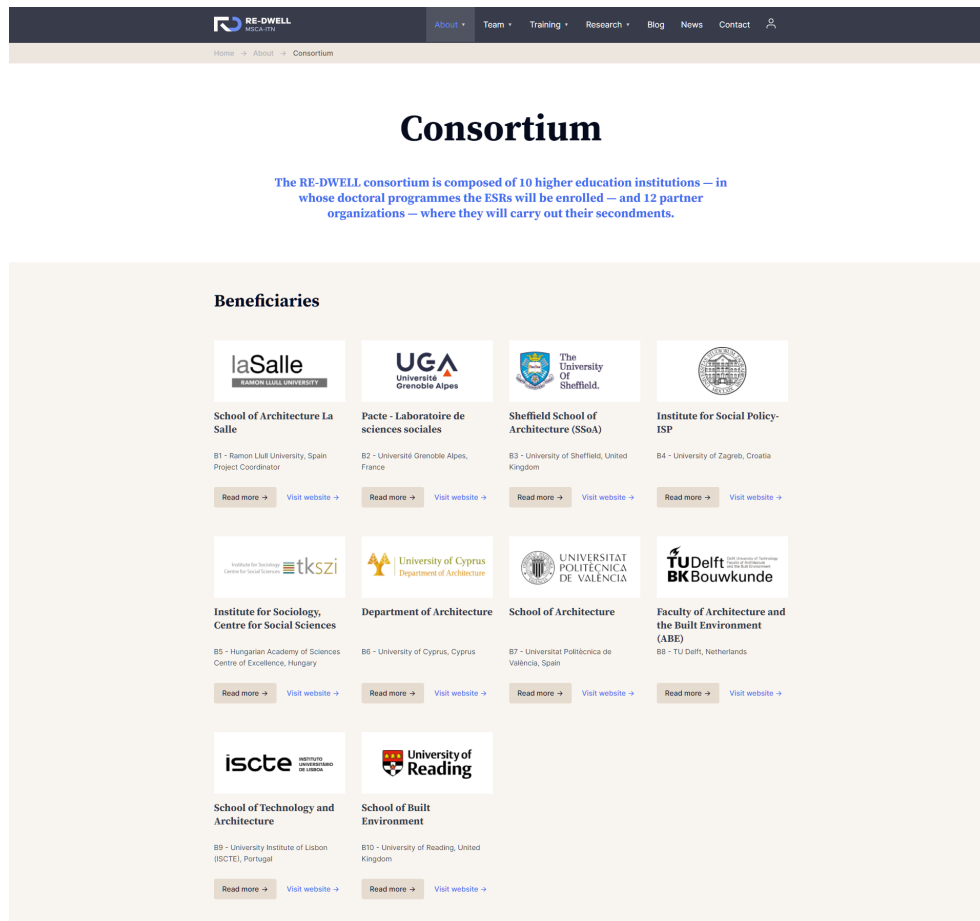 RE-DWELL
MSCA-ITN
About
Team
Training
Research
Blog
News
Contact
Home → About → Consortium
Consortium
The RE-DWELL consortium is composed of 10 higher education institutions — in
whose doctoral programmes the ESRs will be enrolled — and 12 partner
organizations — where they will carry out their secondments.
Beneficiaries
laSalle
RAMON LLULL UNIVERSITY
School of Architecture La
Salle
B1 - Ramon Llull University, Spain
Project Coordinator
Read more →
Visit website →
UGA
Université
Grenoble Alpes
Pacte - Laboratoire de
sciences sociales
B2 - Université Grenoble Alpes,
France
Read more →
Visit website →
The
University
Of
Sheffield.
Sheffield School of
Architecture (SSoA)
B3 - University of Sheffield, United
Kingdom
Read more →
Visit website →
Institute for Social Policy-
ISP
B4 - University of Zagreb, Croatia
Read more →
Visit website →
Institute for Sociology
Centre for Social Sciences
tkszi
Institute for Sociology,
Centre for Social Sciences
B5 - Hungarian Academy of Sciences
Centre of Excellence, Hungary
Read more →
Visit website →
University of Cyprus
Department of Architecture
Department of Architecture
B6 - University of Cyprus, Cyprus
Read more →
Visit website →
UNIVERSITAT
POLITÈCNICA
DE VALÈNCIA
School of Architecture
B7 - Universitat Politècnica de
València, Spain
Read more →
Visit website →
TUDelft
Delft University of Technology
Faculty of Architecture
and the Built Environment
BK Bouwkunde
Faculty of Architecture and
the Built Environment
(ABE)
B8 - TU Delft, Netherlands
Read more →
Visit website →
iscte
INSTITUTO
UNIVERSITÁRIO
DE LISBOA
School of Technology and
Architecture
B9 - University Institute of Lisbon
(ISCTE), Portugal
Read more →
Visit website →
University of
Reading
School of Built
Environment
B10 - University of Reading, United
Kingdom
Read more →
Visit website →